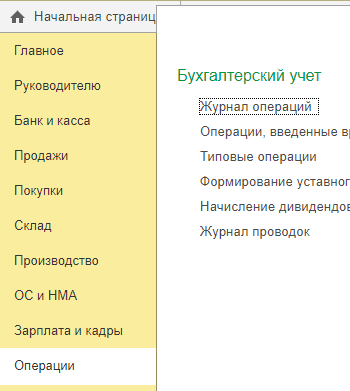 Начальная страниц
Главное
Руководителю
Банк и касса
Продажи
Покупки
Склад
Производство
ОС и НМА
Зарплата и кадры
Операции
Бухгалтерский учет
Журнал операций
Операции, введенные вр
Типовые операции
Формирование уставного
Начисление дивидендов
Журнал проводок